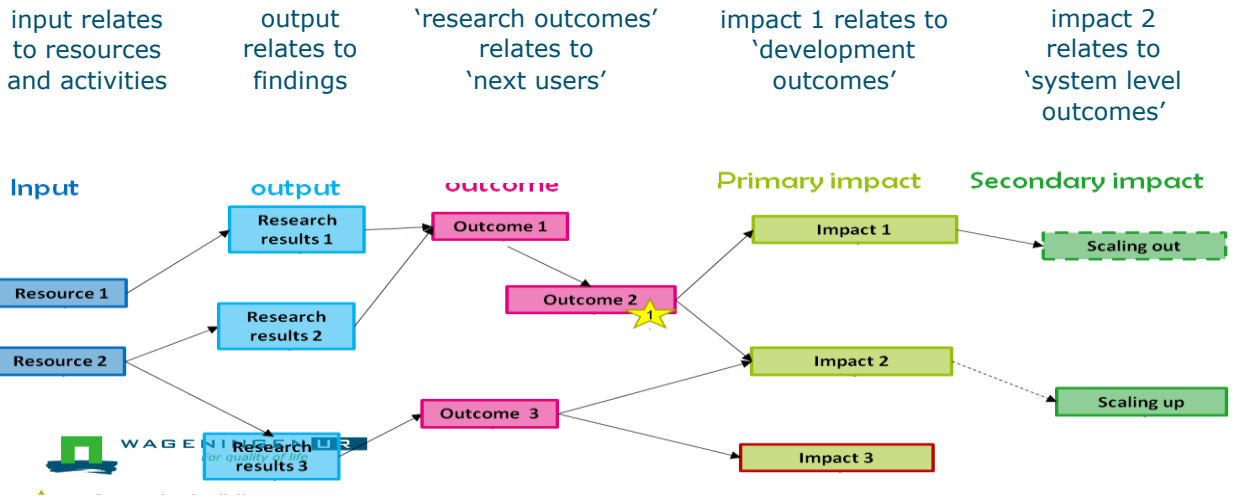 input relates
to resources
and activities
output
relates to
findings
‘research outcomes’
relates to
‘next users’
impact 1 relates to
‘development
outcomes’
impact 2
relates to
‘system level
outcomes’
Input
output
outcome
Primary impact
Secondary impact
Research
results 1
Outcome 1
Impact 1
Scaling out
Resource 1
Outcome 2
1
Research
results 2
Resource 2
Impact 2
Scaling up
Outcome 3
WAGENINGEN UR
For quality of life
Research
results 3
Impact 3